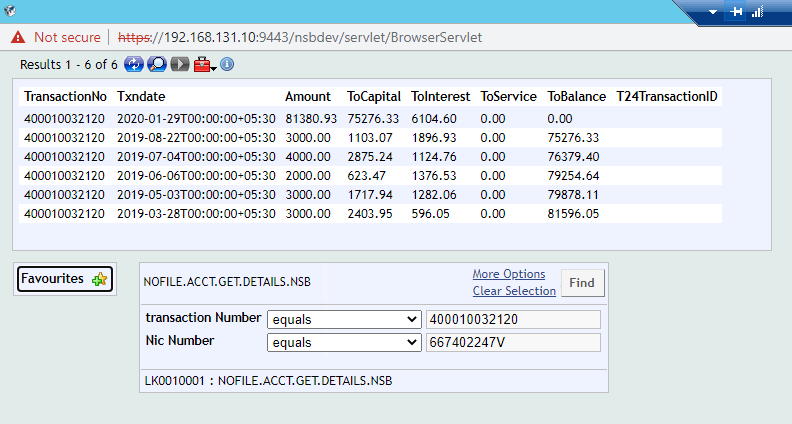 Not secure | https://192.168.131.10:9443/nsbdev/servlet/BrowserServlet
Results 1 - 6 of 6
TransactionNo Txndate Amount ToCapital ToInterest ToService ToBalance T24TransactionID
400010032120 2020-01-29T00:00:00+05:30 81380.93 75276.33 6104.60 0.00 0.00
400010032120 2019-08-22T00:00:00+05:30 3000.00 1103.07 1896.93 0.00 75276.33
400010032120 2019-07-04T00:00:00+05:30 4000.00 2875.24 1124.76 0.00 76379.40
400010032120 2019-06-06T00:00:00+05:30 2000.00 623.47 1376.53 0.00 79254.64
400010032120 2019-05-03T00:00:00+05:30 3000.00 1717.94 1282.06 0.00 79878.11
400010032120 2019-03-28T00:00:00+05:30 3000.00 2403.95 596.05 0.00 81596.05
Favourites
NOFILE.ACCT.GET.DETAILS.NSB
More Options
Clear Selection
Find
transaction Number equals 400010032120
Nic Number equals 667402247V
LK0010001 : NOFILE.ACCT.GET.DETAILS.NSB